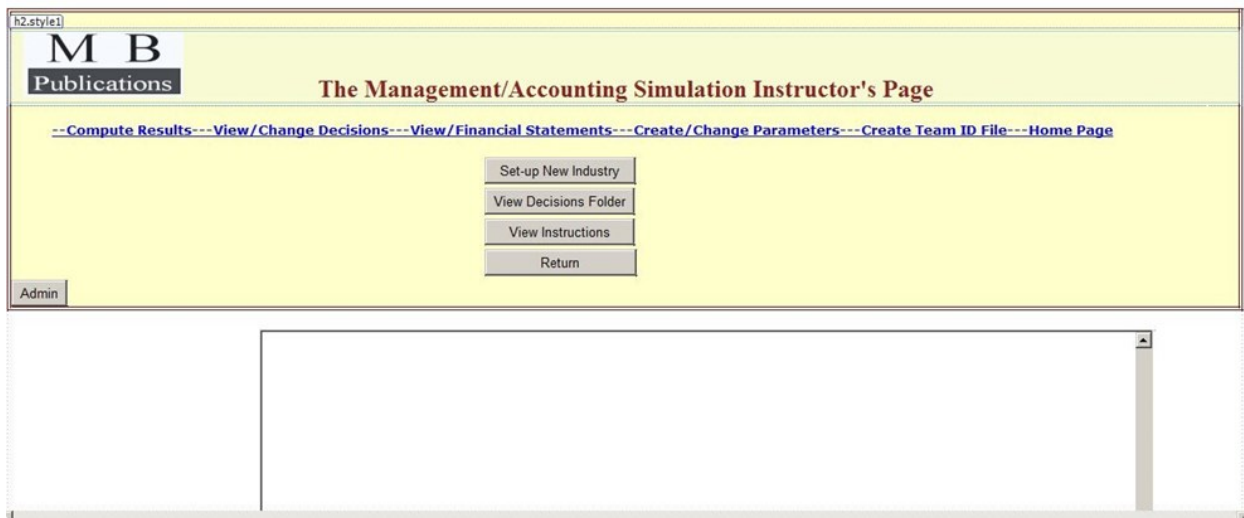 h2.style1
M B
Publications
The Management/Accounting Simulation Instructor's Page
--Compute Results---View/Change Decisions---View/Financial Statements---Create/Change Parameters---Create Team ID File---Home Page
Set-up New Industry
View Decisions Folder
View Instructions
Return
Admin